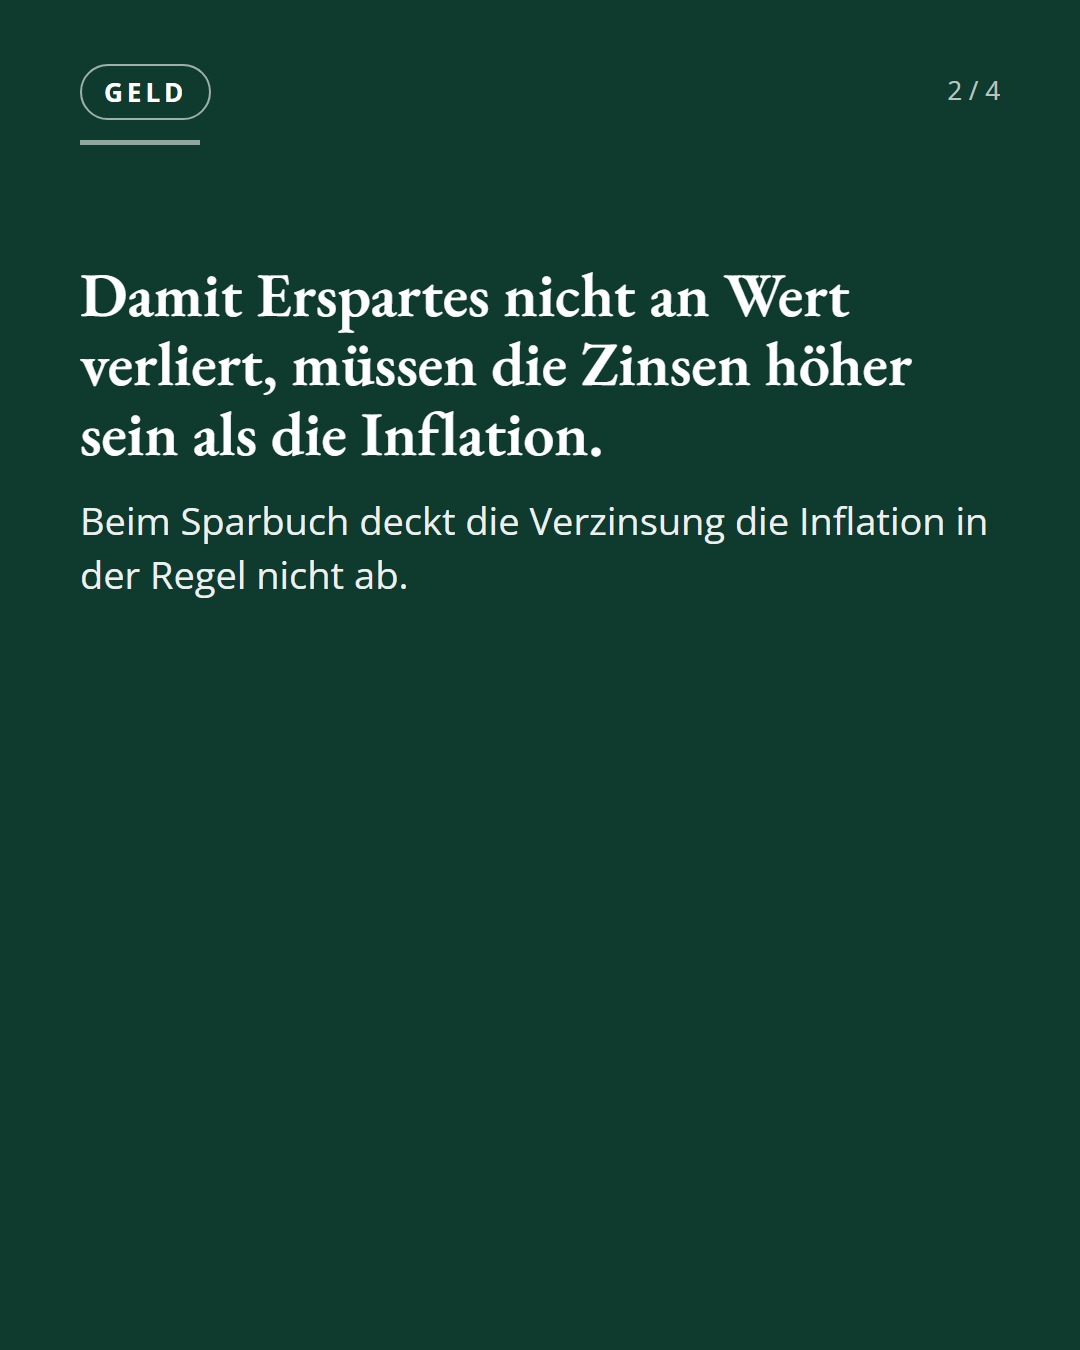 GELD
2 / 4
Damit Erspartes nicht an Wert
verliert, müssen die Zinsen höher
sein als die Inflation.
Beim Sparbuch deckt die Verzinsung die Inflation in
der Regel nicht ab.